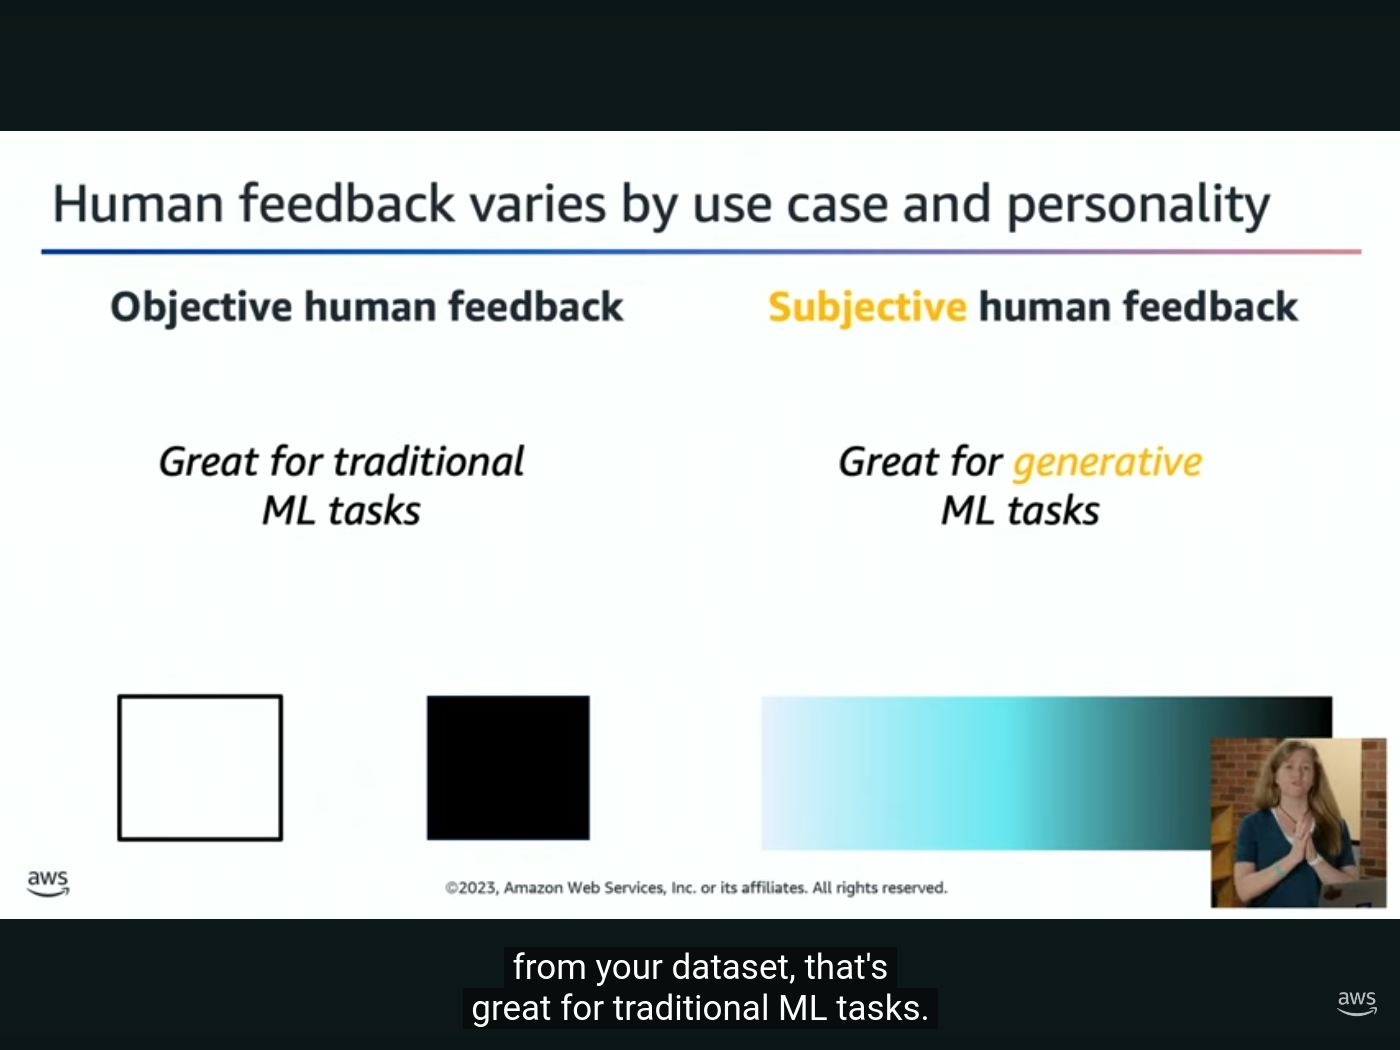 Human feedback varies by use case and personality
Objective human feedback
Subjective human feedback
Great for traditional
ML tasks
Great for generative
ML tasks
aws
©2023, Amazon Web Services, Inc. or its affiliates. All rights reserved.
from your dataset, that's
great for traditional ML tasks.
aws